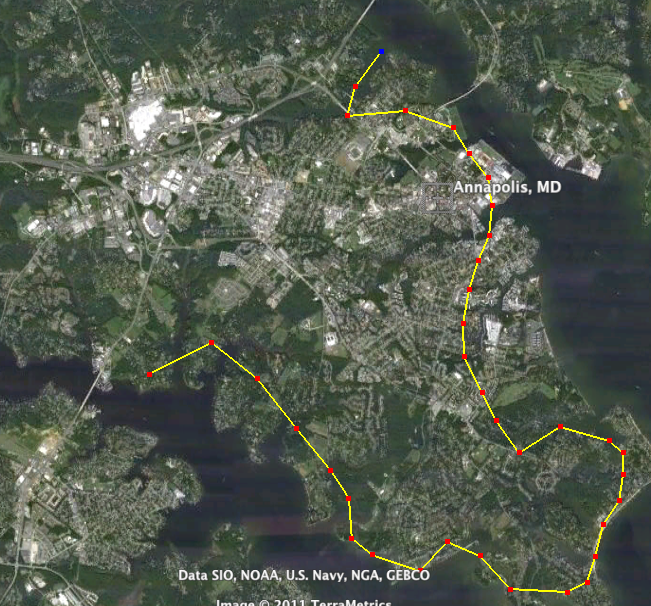 Annapolis, MD
Data SIO, NOAA, U.S. Navy, NGA, GEBCO
Image © 2011 TerraMetrics